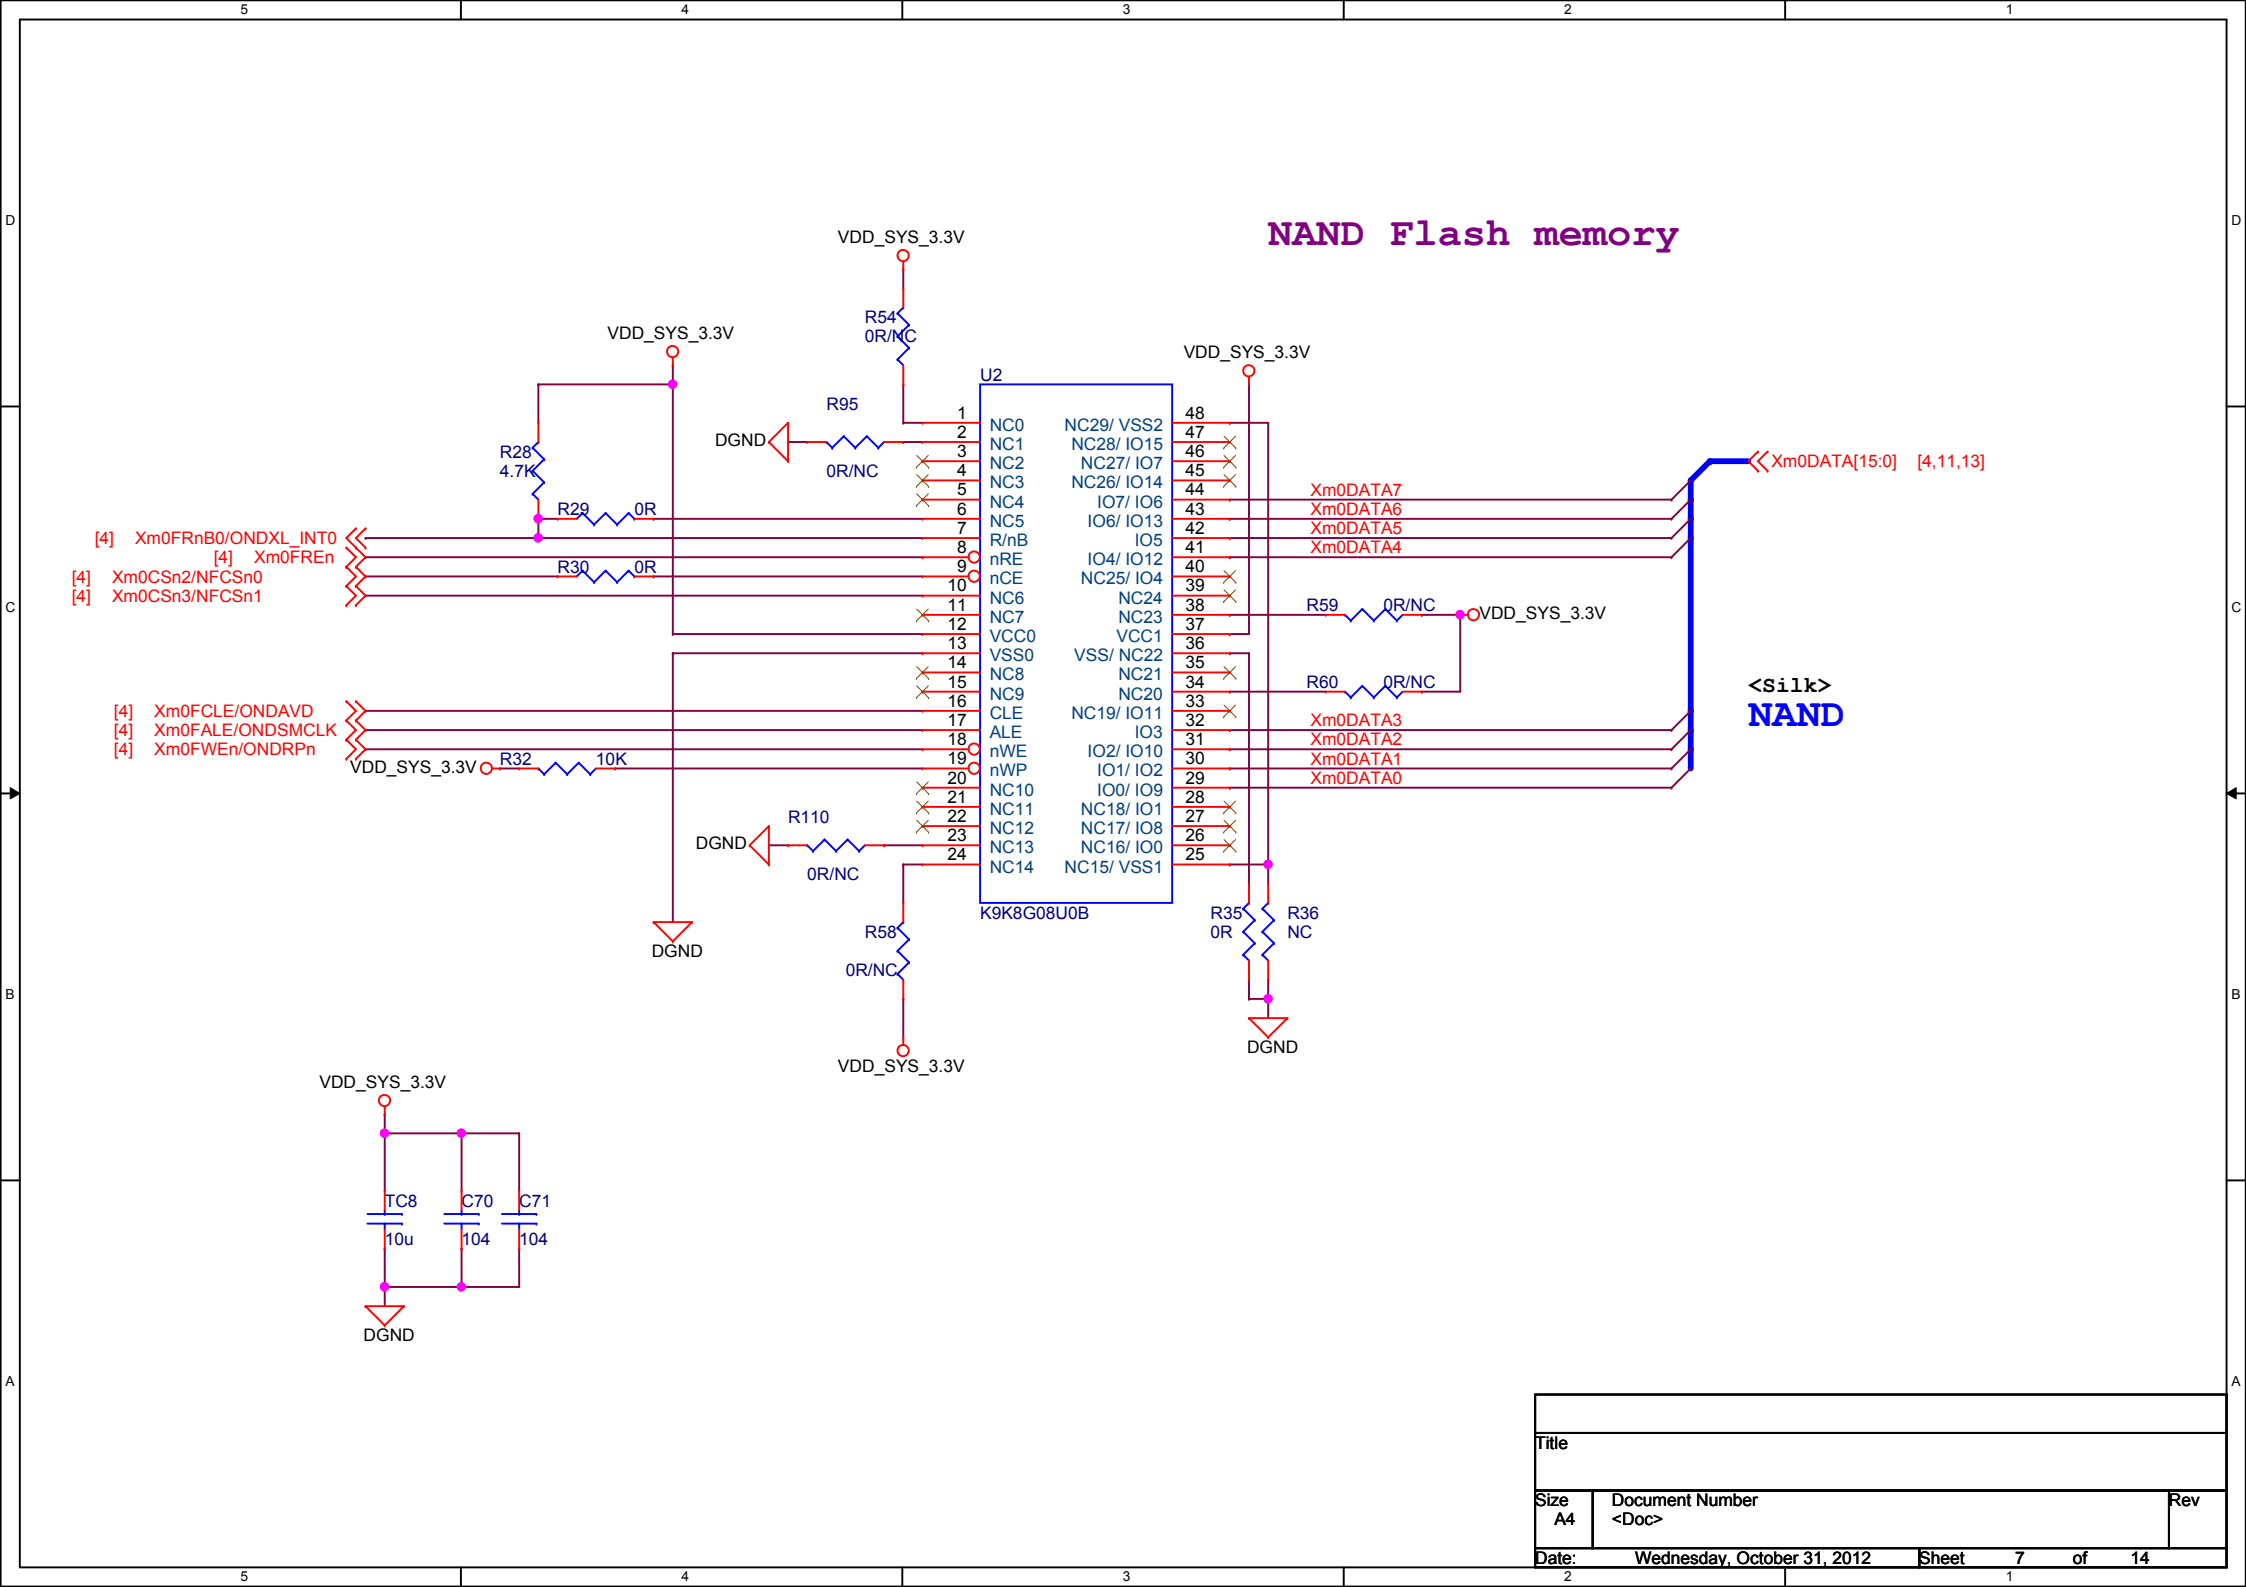 5 4 3 2 1
D D
C C
B B
A A
NAND Flash memory
VDD_SYS_3.3V
R54
0R/NC
VDD_SYS_3.3V
VDD_SYS_3.3V
R95
DGND
0R/NC
R28
4.7K
R29 0R
[4] Xm0FRnB0/ONDXL_INT0
[4] Xm0FREn
R30 0R
[4] Xm0CSn2/NFCSn0
[4] Xm0CSn3/NFCSn1
[4] Xm0FCLE/ONDAVD
[4] Xm0FALE/ONDSMCLK
[4] Xm0FWEn/ONDRPn
VDD_SYS_3.3V R32 10K
R110
DGND
0R/NC
DGND
R58
0R/NC
VDD_SYS_3.3V
U2
1 NC0 NC29/ VSS2 48
2 NC1 NC28/ IO15 47
3 NC2 NC27/ IO7 46
4 NC3 NC26/ IO14 45
5 NC4 IO7/ IO6 44
6 NC5 IO6/ IO13 43
7 R/nB IO5 42
8 nRE IO4/ IO12 41
9 nCE NC25/ IO4 40
10 NC6 NC24 39
11 NC7 NC23 38
12 VCC0 VCC1 37
13 VSS0 VSS/ NC22 36
14 NC8 NC21 35
15 NC9 NC20 34
16 CLE NC19/ IO11 33
17 ALE IO3 32
18 nWE IO2/ IO10 31
19 nWP IO1/ IO2 30
20 NC10 IO0/ IO9 29
21 NC11 NC18/ IO1 28
22 NC12 NC17/ IO8 27
23 NC13 NC16/ IO0 26
24 NC14 NC15/ VSS1 25
K9K8G08U0B
Xm0DATA7
Xm0DATA6
Xm0DATA5
Xm0DATA4
Xm0DATA[15:0] [4,11,13]
R59 0R/NC
VDD_SYS_3.3V
R60 0R/NC
Xm0DATA3
Xm0DATA2
Xm0DATA1
Xm0DATA0
<Silk>
NAND
R35
0R
R36
NC
DGND
VDD_SYS_3.3V
TC8 C70 C71
10u 104 104
DGND
Title
Size
A4
Document Number
<Doc>
Rev
Date: Wednesday, October 31, 2012 Sheet 7 of 14
5 4 3 2 1